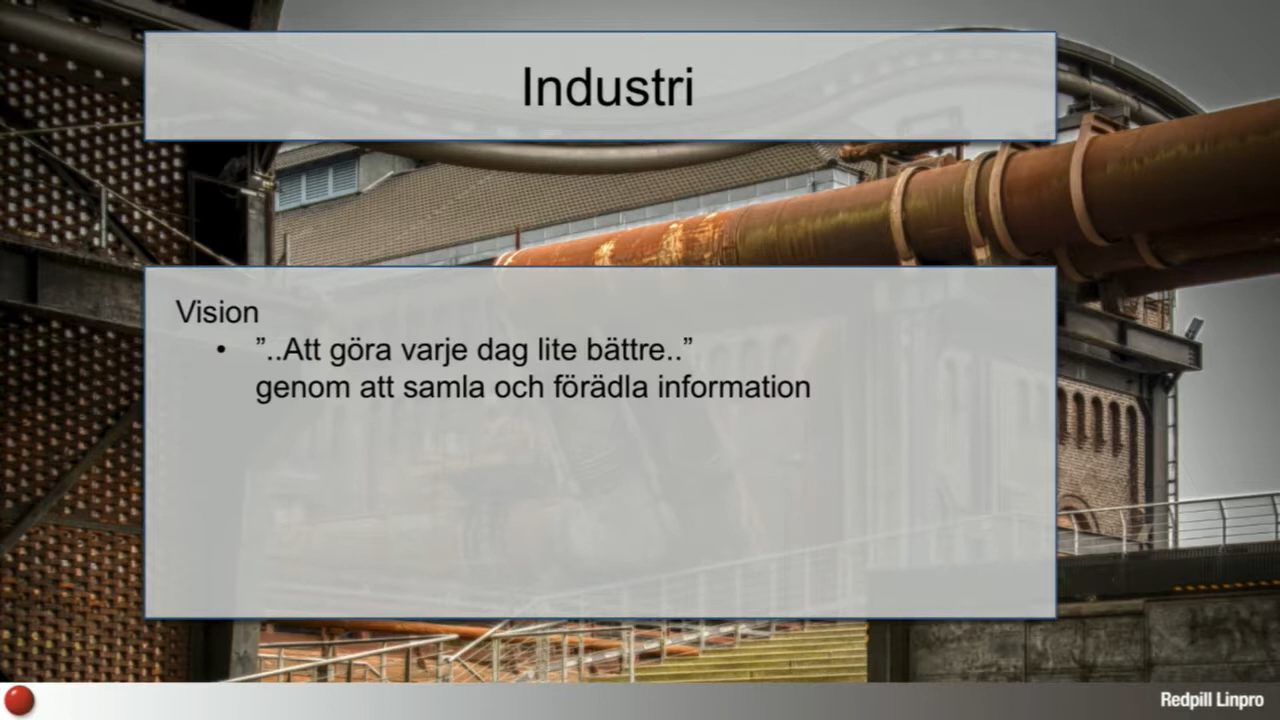 Industri
Vision
• ”..Att göra varje dag lite bättre..”
genom att samla och förädla information
Redpill Linpro